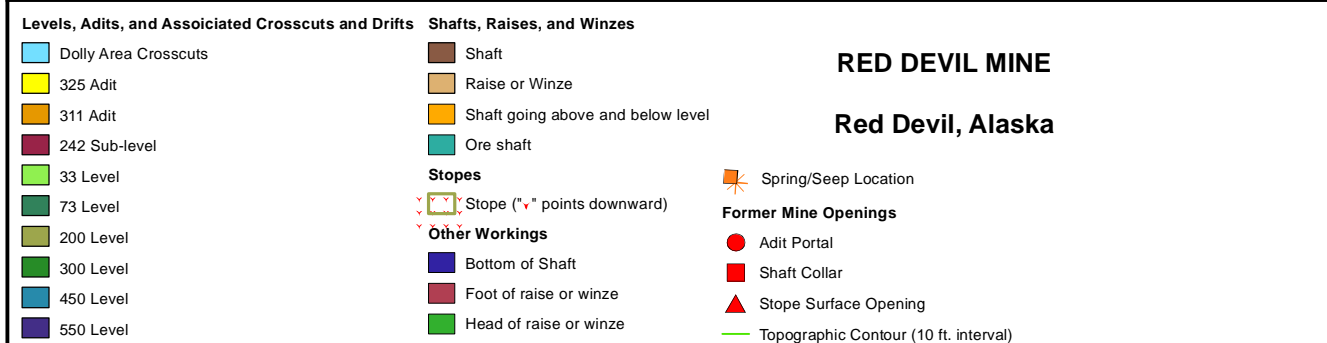 Levels, Adits, and Assoiciated Crosscuts and Drifts
Dolly Area Crosscuts
325 Adit
311 Adit
242 Sub-level
33 Level
73 Level
200 Level
300 Level
450 Level
550 Level
Shafts, Raises, and Winzes
Shaft
Raise or Winze
Shaft going above and below level
Ore shaft
Stopes
Stope ("v" points downward)
Other Workings
Bottom of Shaft
Foot of raise or winze
Head of raise or winze
RED DEVIL MINE
Red Devil, Alaska
Spring/Seep Location
Former Mine Openings
Adit Portal
Shaft Collar
Stope Surface Opening
Topographic Contour (10 ft. interval)